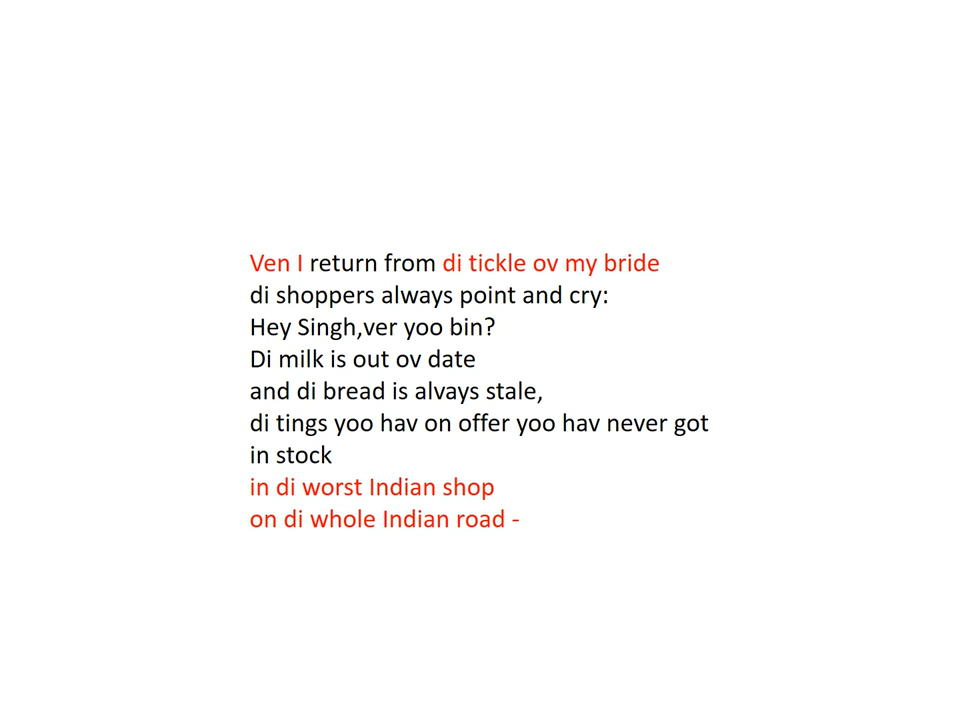 Ven I return from di tickle ov my bride
di shoppers always point and cry:
Hey Singh,ver yoo bin?
Di milk is out ov date
and di bread is alvays stale,
di tings yoo hav on offer yoo hav never got
in stock
in di worst Indian shop
on di whole Indian road -